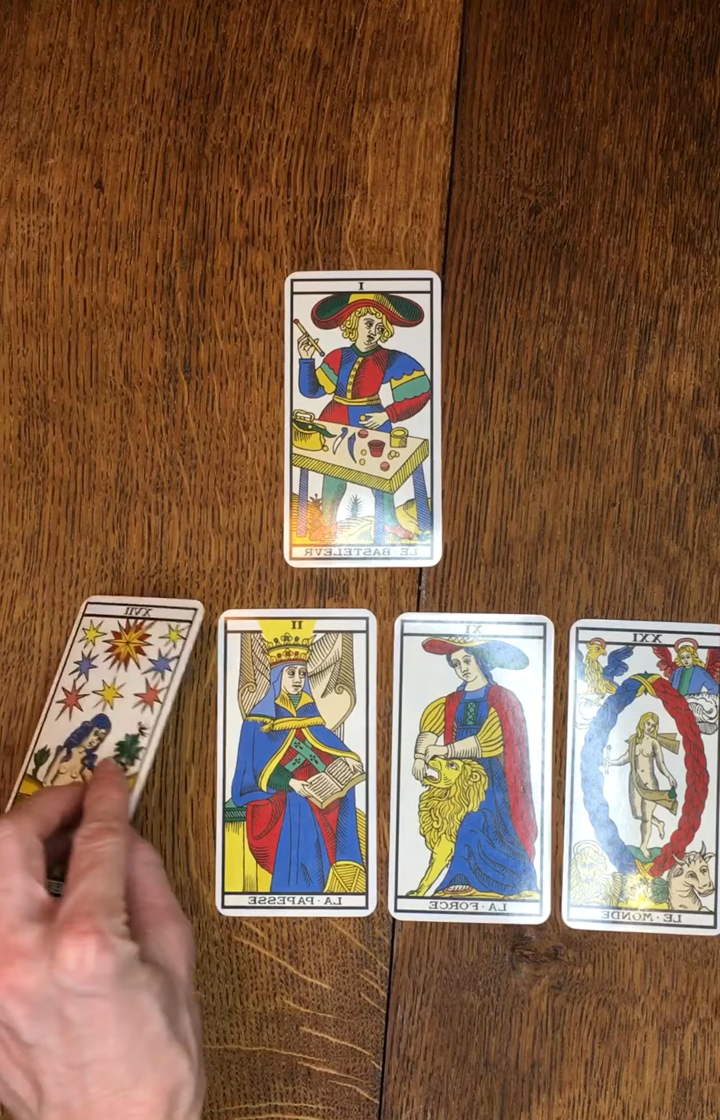 I
LE·BASTELEVR
XVII
II
XI
XXI
LA·PAPESSE
LA·FORCE
LE·MONDE